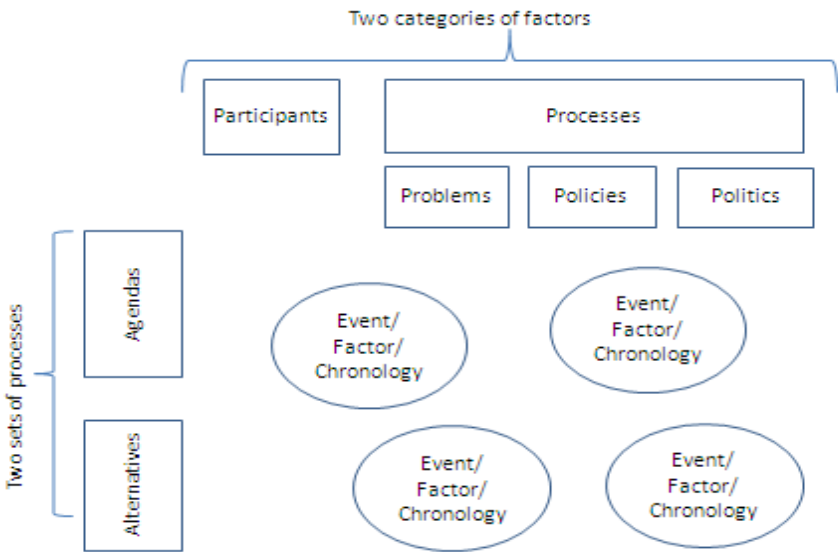 Two categories of factors
Participants
Processes
Problems
Policies
Politics
Two sets of processes
Agendas
Event/
Factor/
Chronology
Event/
Factor/
Chronology
Alternatives
Event/
Factor/
Chronology
Event/
Factor/
Chronology